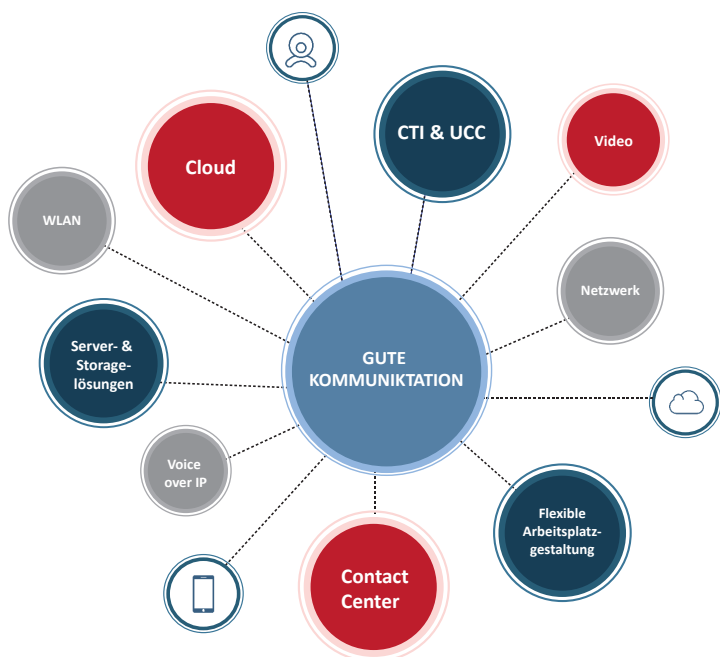 CTI & UCC
Video
Cloud
WLAN
Netzwerk
Server- &
Storage-
lösungen
GUTE
KOMMUNIKTATION
Voice
over IP
Flexible
Arbeitsplatz-
gestaltung
Contact
Center